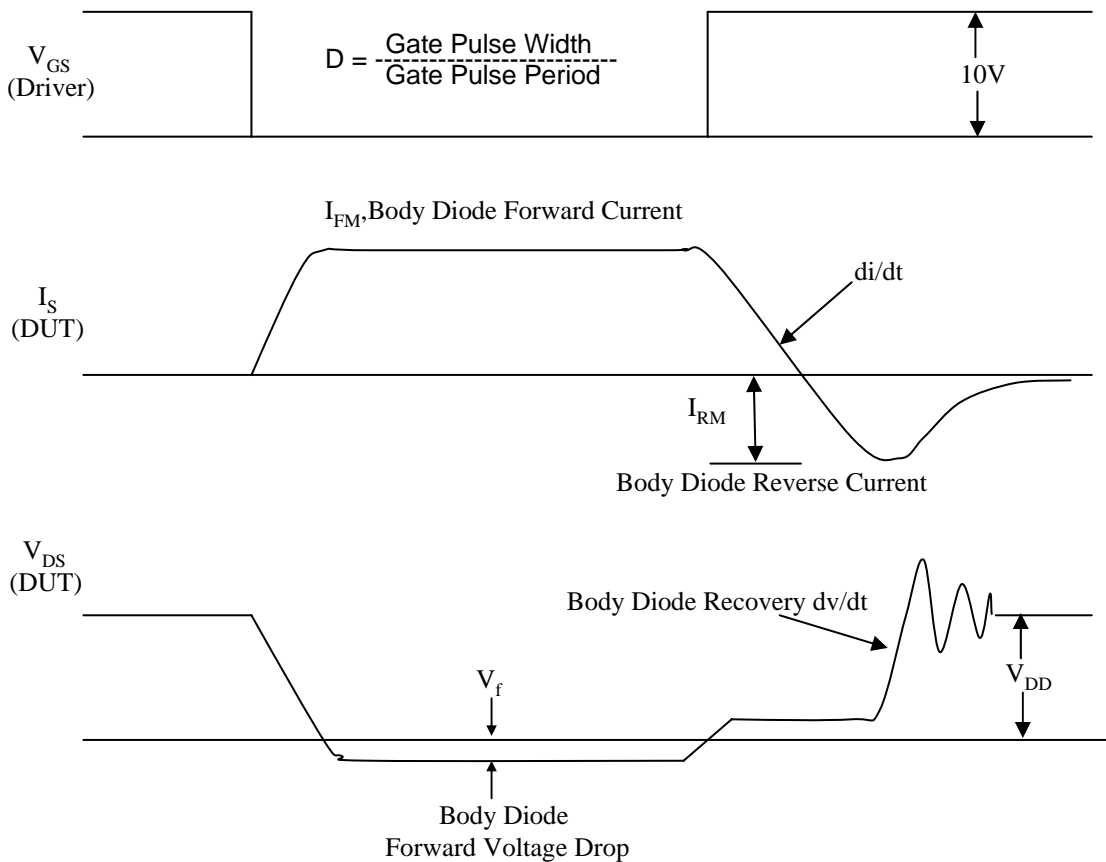 V_GS
(Driver)
D = Gate Pulse Width
Gate Pulse Period
10V
I_FM,Body Diode Forward Current
di/dt
I_S
(DUT)
I_RM
Body Diode Reverse Current
V_DS
(DUT)
Body Diode Recovery dv/dt
V_f
V_DD
Body Diode
Forward Voltage Drop